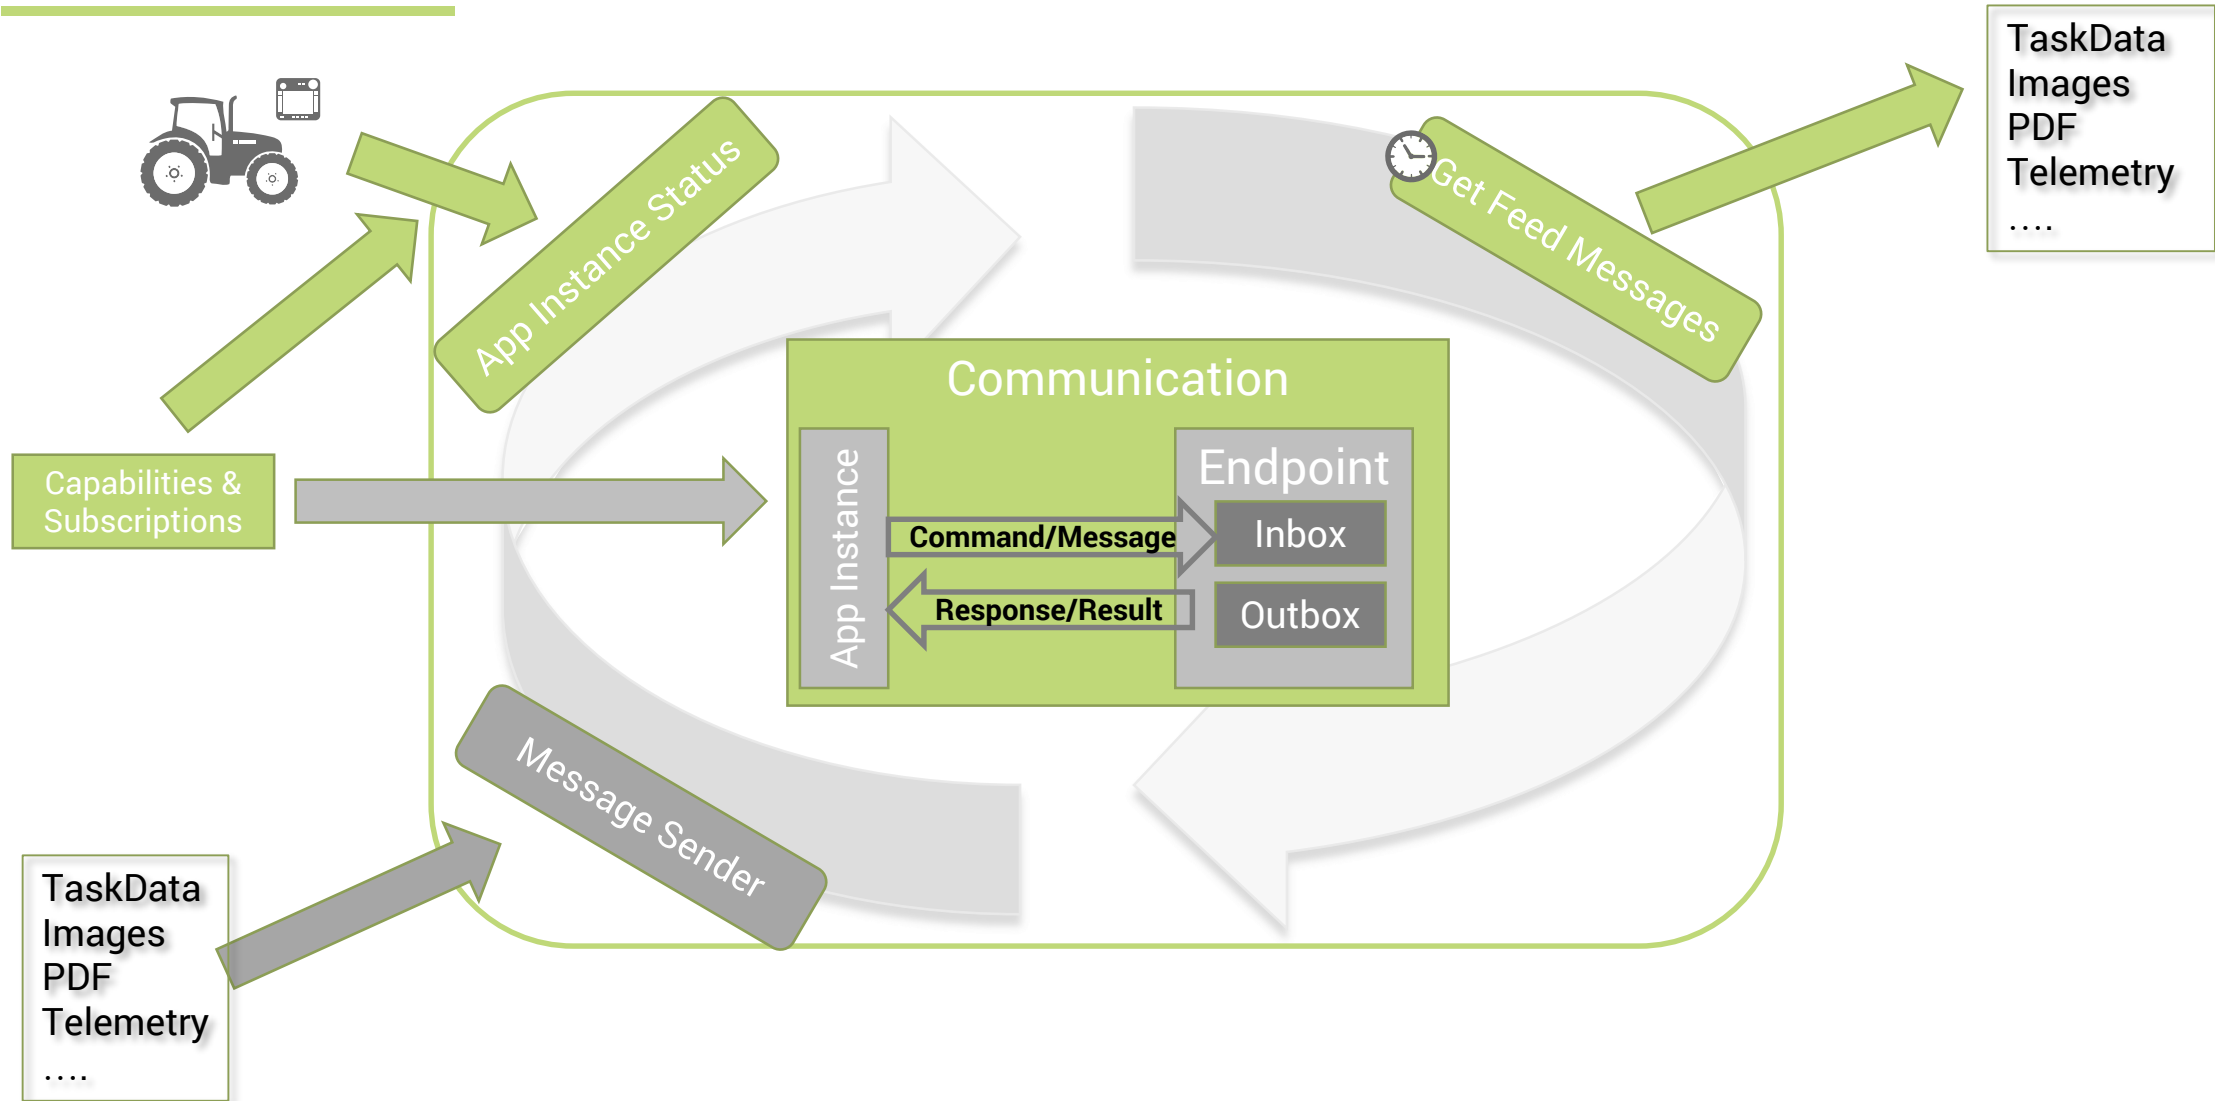 TaskData
Images
PDF
Telemetry
....
App Instance Status
Get Feed Messages
Communication
Capabilities &
Subscriptions
App Instance
Endpoint
Command/Message
Inbox
Response/Result
Outbox
Message Sender
TaskData
Images
PDF
Telemetry
....